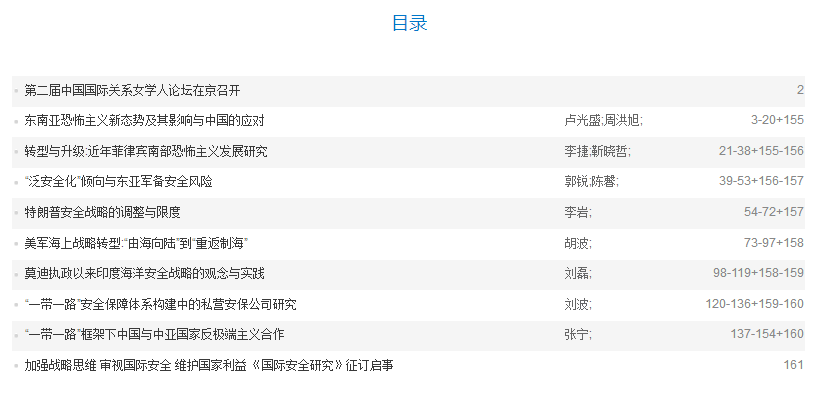 目录
第二届中国国际关系女学人论坛在京召开 2
东南亚恐怖主义新态势及其影响与中国的应对 卢光盛;周洪旭; 3-20+155
转型与升级:近年菲律宾南部恐怖主义发展研究 李捷;靳晓哲; 21-38+155-156
“泛安全化”倾向与东亚军备安全风险 郭锐;陈馨; 39-53+156-157
特朗普安全战略的调整与限度 李岩; 54-72+157
美军海上战略转型:“由海向陆”到“重返制海” 胡波; 73-97+158
莫迪执政以来印度海洋安全战略的观念与实践 刘磊; 98-119+158-159
“一带一路”安全保障体系构建中的私营安保公司研究 刘波; 120-136+159-160
“一带一路”框架下中国与中亚国家反极端主义合作 张宁; 137-154+160
加强战略思维 审视国际安全 维护国家利益《国际安全研究》征订启事 161